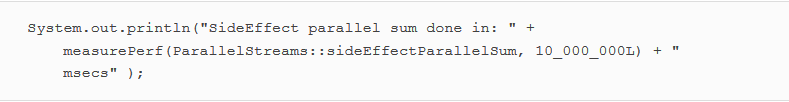 System.out.println("SideEffect parallel sum done in: " +
measurePerf(ParallelStreams::sideEffectParallelSum, 10_000_000L) + "
msecs" );